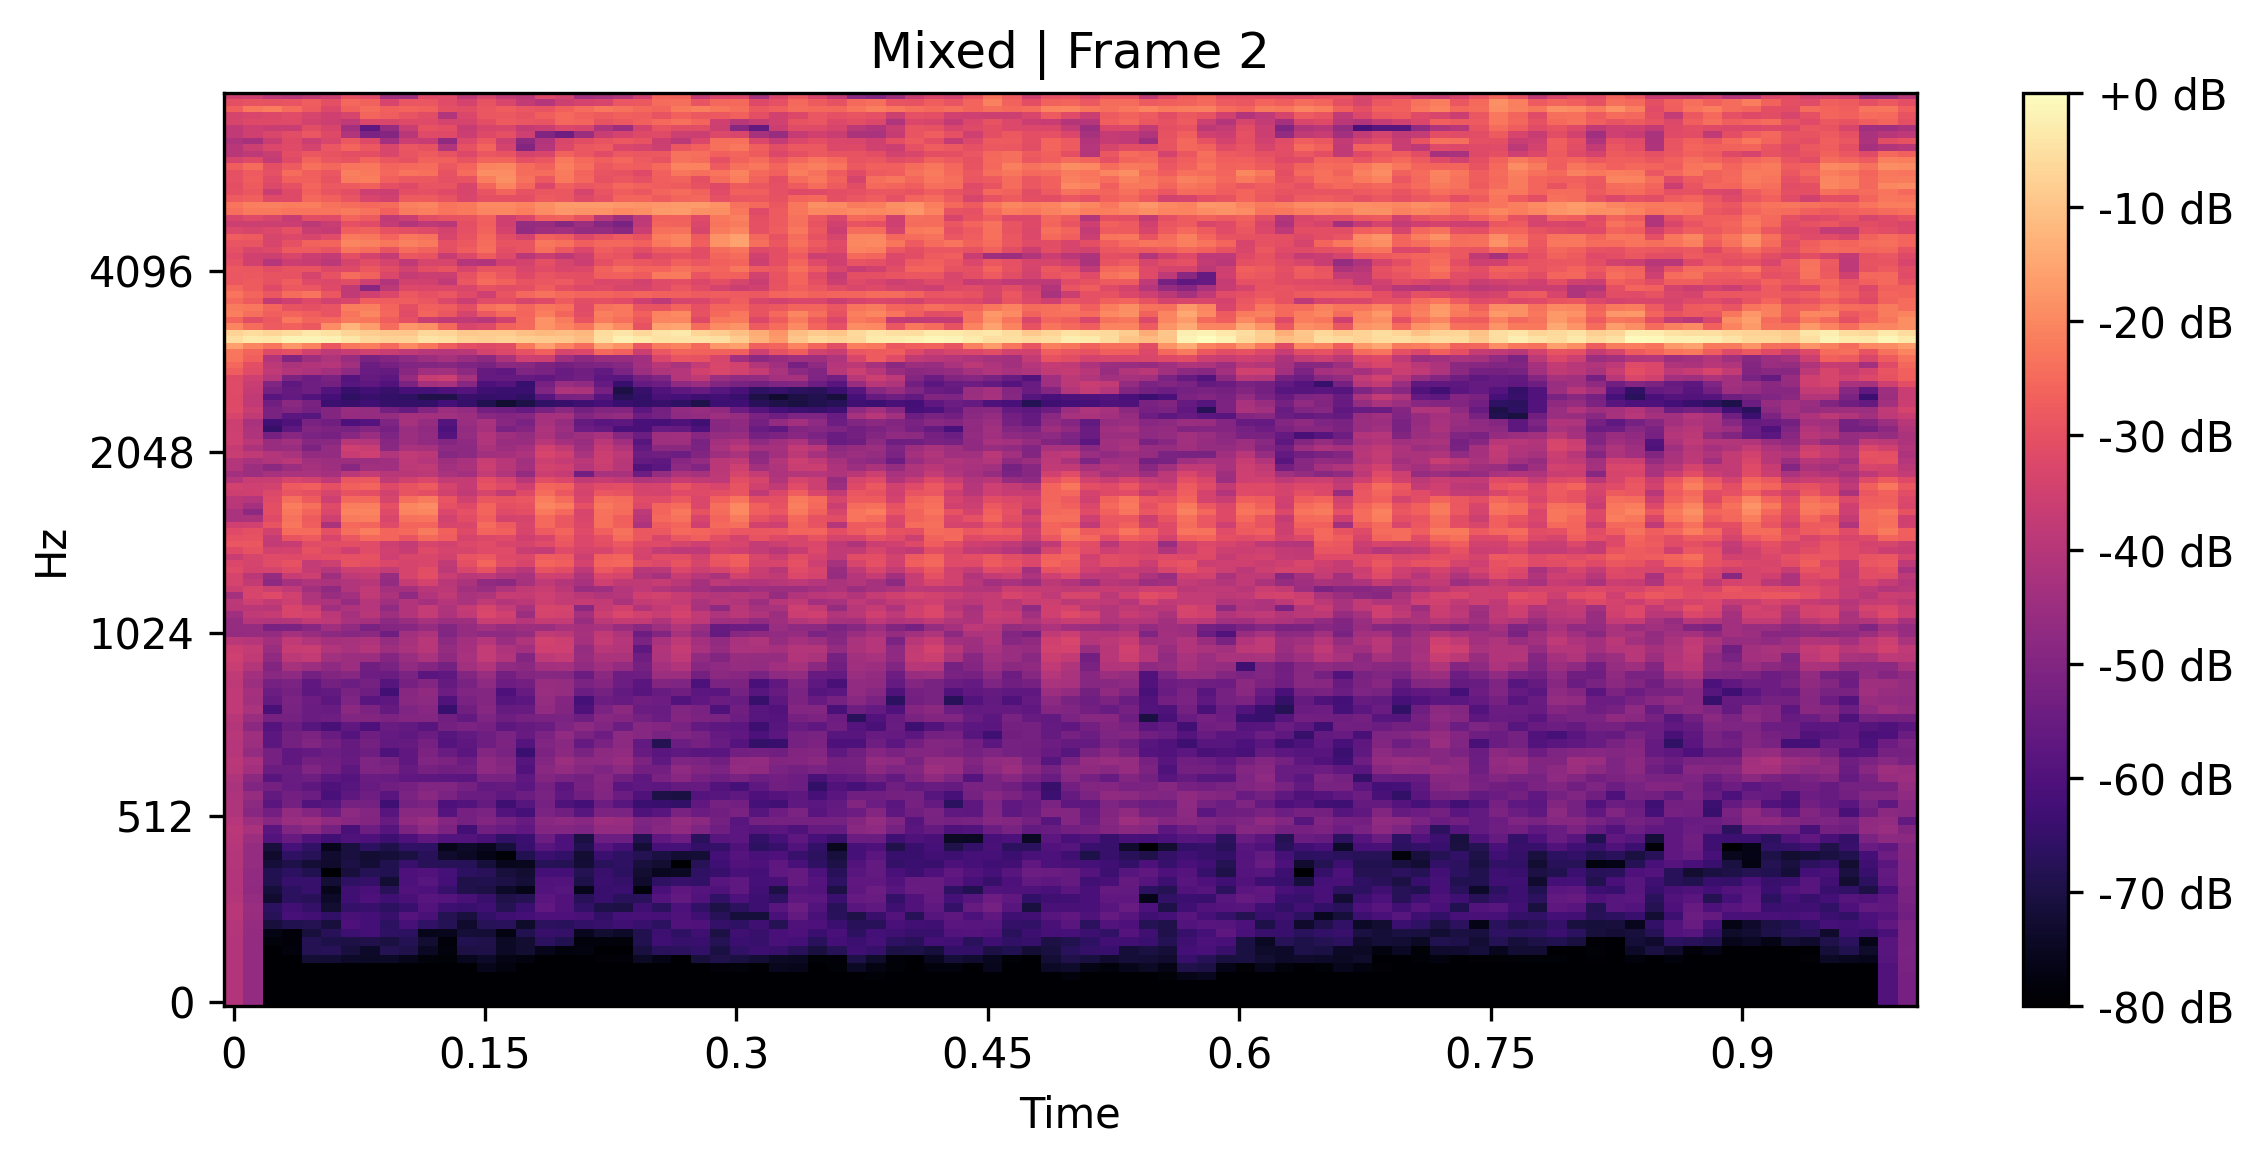 Mixed | Frame 2
Hz
4096
2048
1024
512
0
0 0.15 0.3 0.45 0.6 0.75 0.9
Time
+0 dB
-10 dB
-20 dB
-30 dB
-40 dB
-50 dB
-60 dB
-70 dB
-80 dB